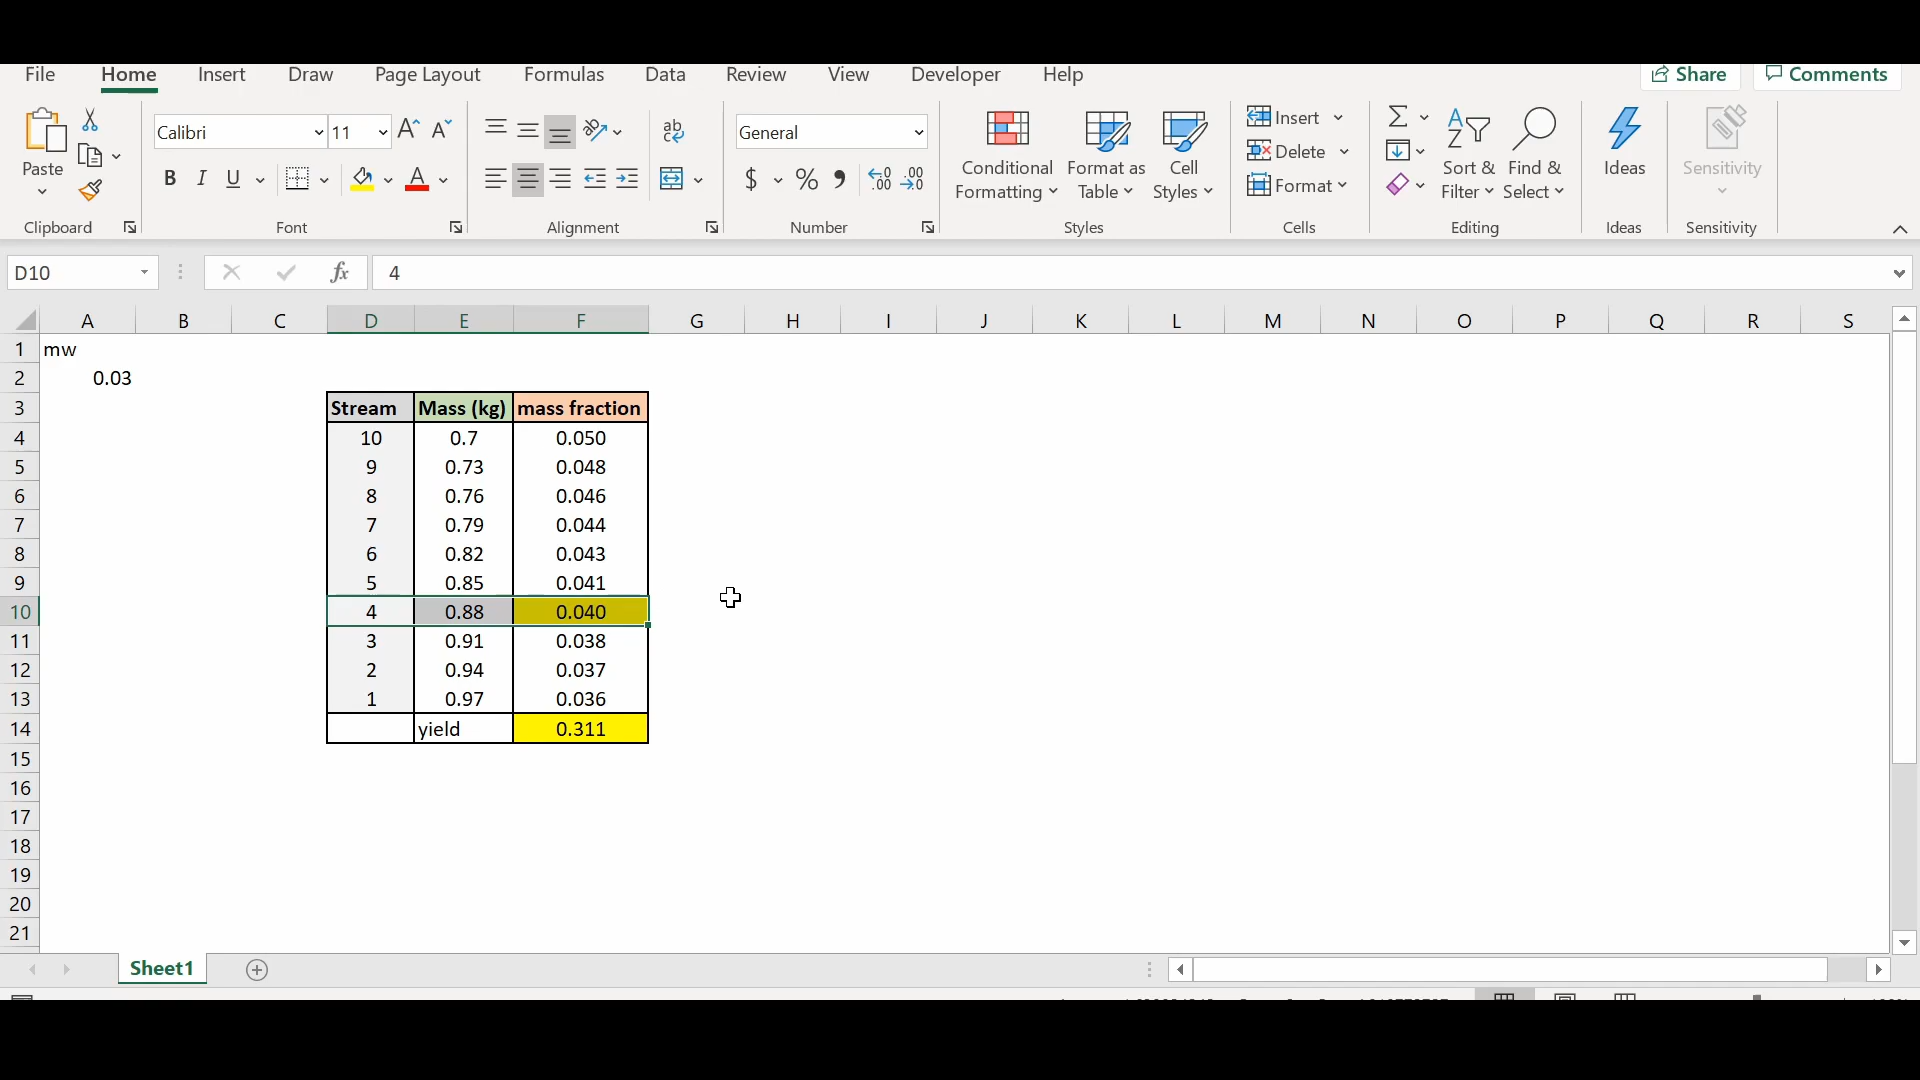 File Home Insert Draw Page Layout Formulas Data Review View Developer Help Share Comments
Calibri 11 General
Paste
B I U
ab
$ % 9
Conditional Formatting
Format as Table
Cell Styles
Insert
Delete
Format
Sort & Filter
Find & Select
Ideas
Sensitivity
Clipboard Font Alignment Number Styles Cells Editing Ideas Sensitivity
D10 fx 4
A B C D E F G H I J K L M N O P Q R S
1 mw
2 0.03
3 Stream Mass (kg) mass fraction
4 10 0.7 0.050
5 9 0.73 0.048
6 8 0.76 0.046
7 7 0.79 0.044
8 6 0.82 0.043
9 5 0.85 0.041
10 4 0.88 0.040
11 3 0.91 0.038
12 2 0.94 0.037
13 1 0.97 0.036
14 yield 0.311
15
16
17
18
19
20
21
Sheet1